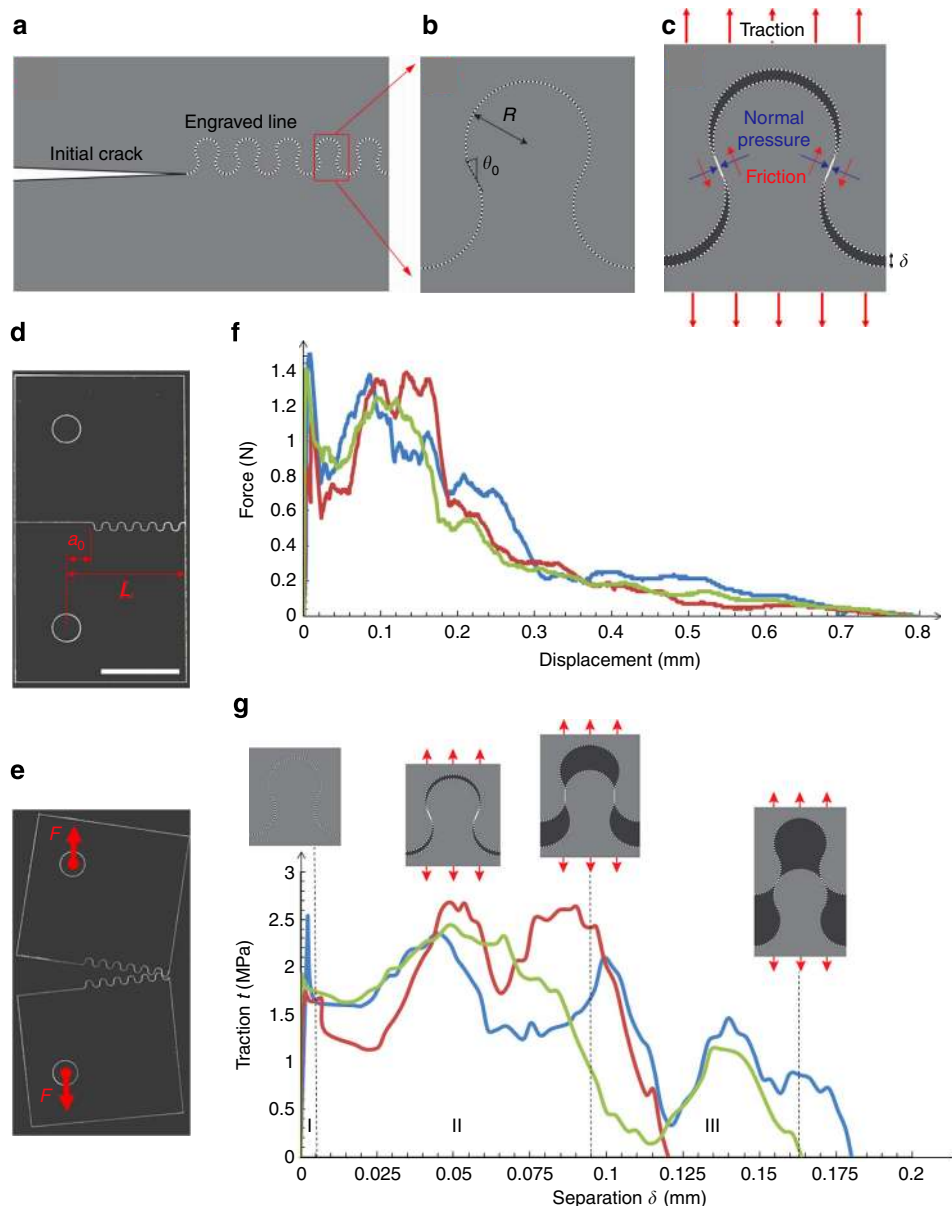 a
Initial crack
Engraved line
b
R
θ0
c
Traction
Normal
pressure
Friction
δ
d
a0
L
e
F
F
f
Force (N)
1.4
1.2
1
0.8
0.6
0.4
0.2
0
0 0.1 0.2 0.3 0.4 0.5 0.6 0.7 0.8
Displacement (mm)
g
Traction t (MPa)
3
2.5
2
1.5
1
0.5
0
I II III
0 0.025 0.05 0.075 0.1 0.125 0.15 0.175 0.2
Separation δ (mm)